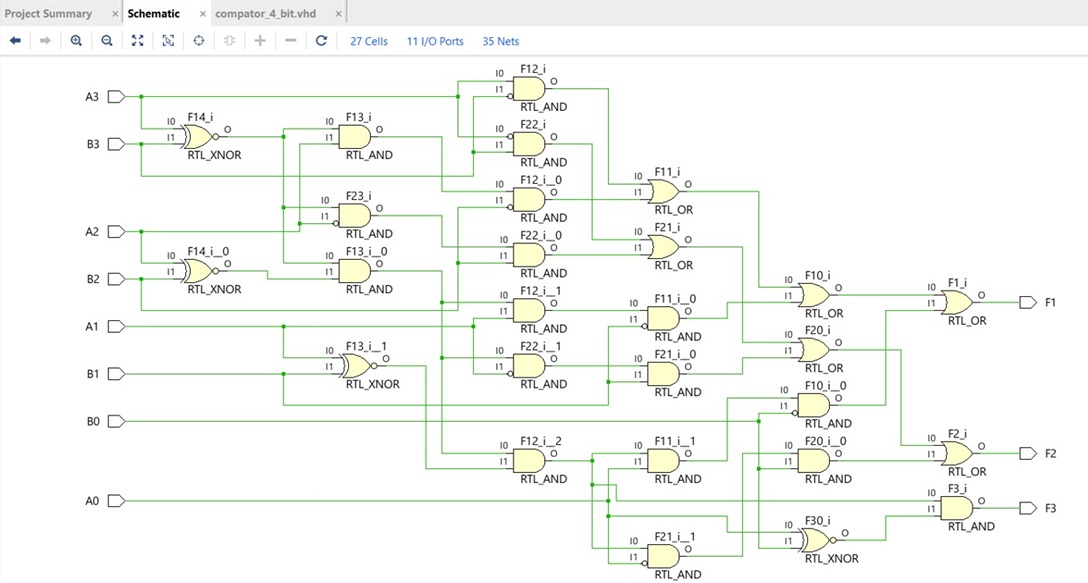 Project Summary × Schematic × compator_4_bit.vhd ×
27 Cells 11 I/O Ports 35 Nets
A3
B3
A2
B2
A1
B1
B0
A0
I0 F14_i O
I1
RTL_XNOR
I0 F14_i__0 O
I1
RTL_XNOR
I0 F13_i O
I1
RTL_AND
I0 F23_i O
I1
RTL_AND
I0 F13_i__0 O
I1
RTL_AND
I0 F13_i__1 O
I1
RTL_XNOR
I0 F12_i O
I1
RTL_AND
I0 F22_i O
I1
RTL_AND
I0 F12_i__0 O
I1
RTL_AND
I0 F22_i__0 O
I1
RTL_AND
I0 F12_i__1 O
I1
RTL_AND
I0 F22_i__1 O
I1
RTL_AND
I0 F12_i__2 O
I1
RTL_AND
I0 F11_i O
I1
RTL_OR
I0 F21_i O
I1
RTL_OR
I0 F11_i__0 O
I1
RTL_AND
I0 F21_i__0 O
I1
RTL_AND
I0 F11_i__1 O
I1
RTL_AND
I0 F21_i__1 O
I1
RTL_AND
I0 F10_i O
I1
RTL_OR
I0 F20_i O
I1
RTL_OR
I0 F10_i__0 O
I1
RTL_AND
I0 F20_i__0 O
I1
RTL_AND
I0 F30_i O
I1
RTL_XNOR
I0 F1_i O
I1
RTL_OR
F1
I0 F2_i O
I1
RTL_OR
F2
I0 F3_i O
I1
RTL_AND
F3